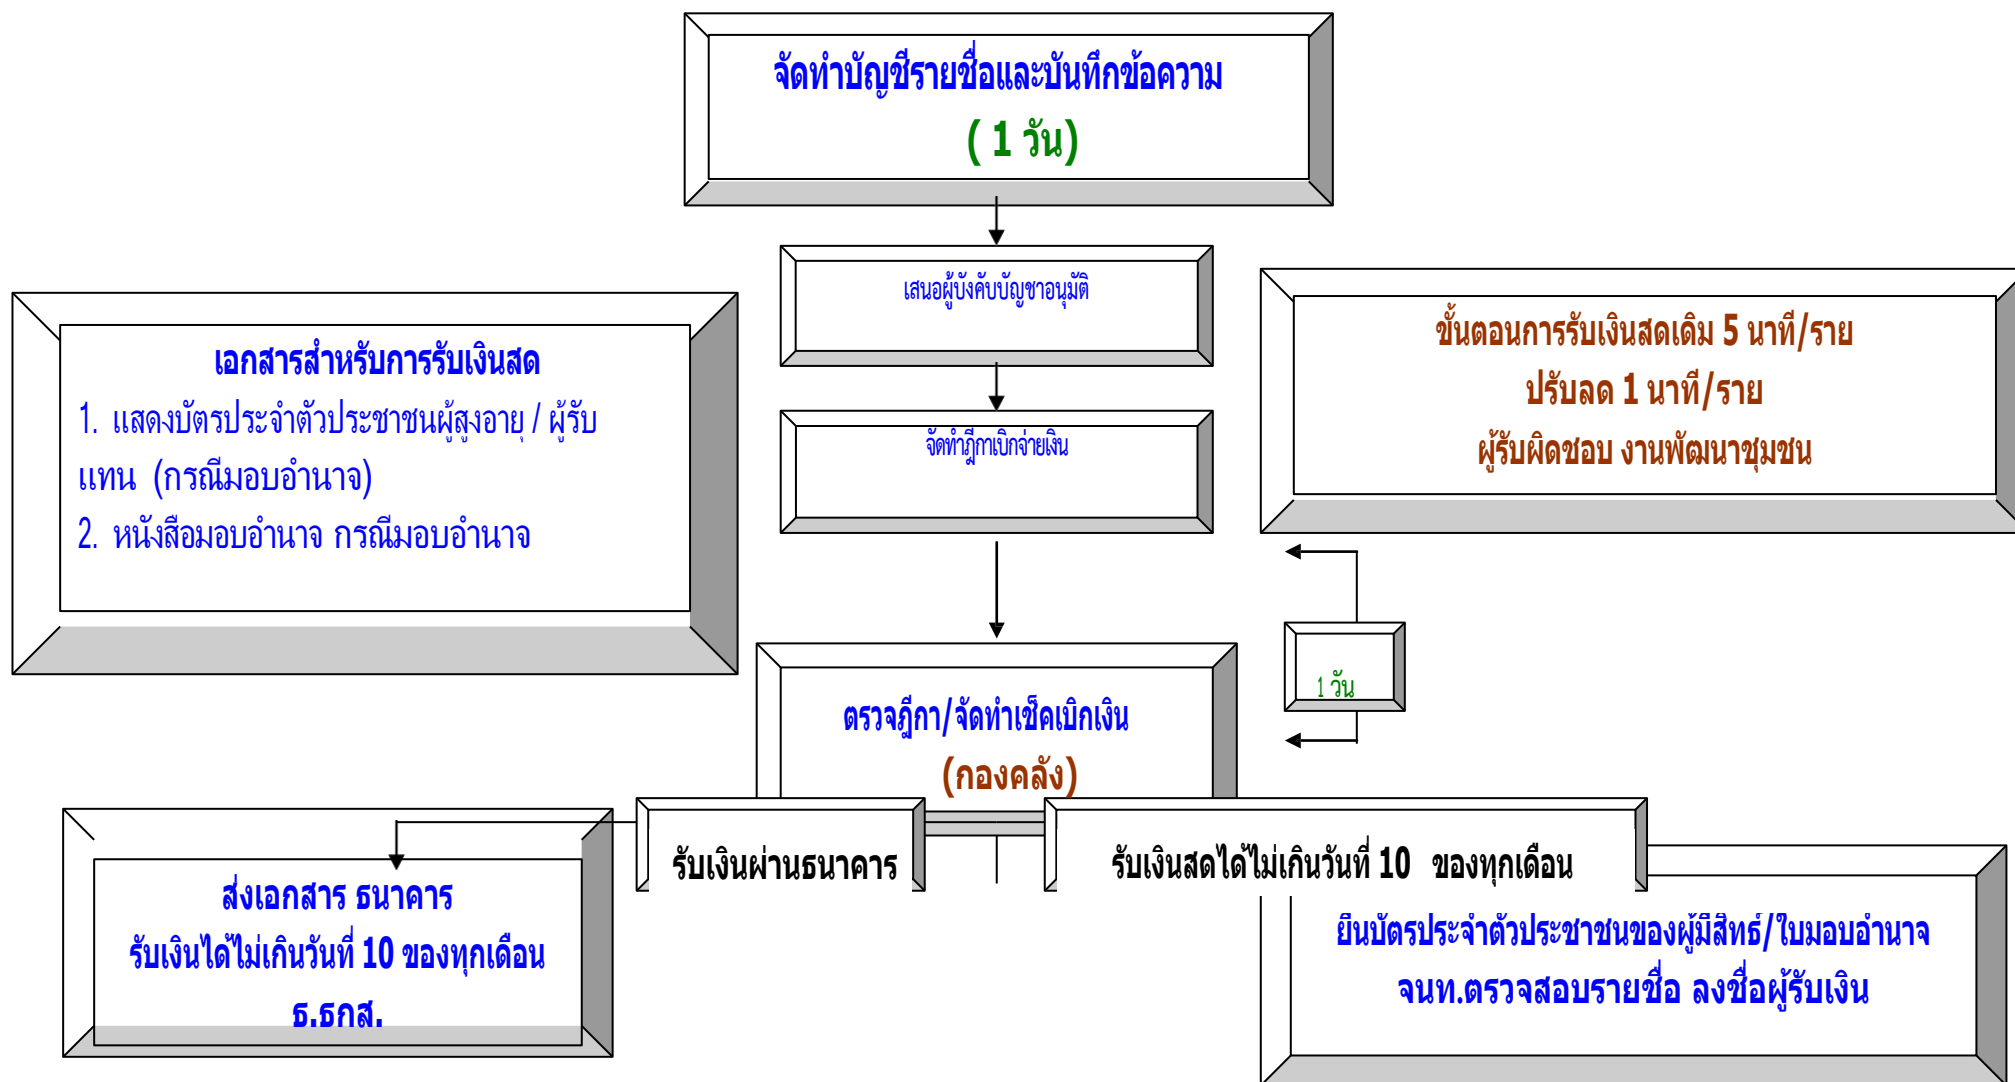 จัดทำบัญชีรายชื่อและบันทึกข้อความ
( 1 วัน)
เสนอผู้บังคับบัญชาอนุมัติ
เอกสารสำหรับการรับเงินสด
1. แสดงบัตรประจำตัวประชาชนผู้สูงอายุ / ผู้รับ
แทน (กรณีมอบอำนาจ)
2. หนังสือมอบอำนาจ กรณีมอบอำนาจ
จัดทำฎีกาเบิกจ่ายเงิน
ขั้นตอนการรับเงินสดเดิม 5 นาที/ราย
ปรับลด 1 นาที/ราย
ผู้รับผิดชอบ งานพัฒนาชุมชน
1 วัน
ตรวจฎีกา/จัดทำเช็คเบิกเงิน
(กองคลัง)
รับเงินผ่านธนาคาร
รับเงินสดได้ไม่เกินวันที่ 10 ของทุกเดือน
ส่งเอกสาร ธนาคาร
รับเงินได้ไม่เกินวันที่ 10 ของทุกเดือน
ธ.ธกส.
ยื่นบัตรประจำตัวประชาชนของผู้มีสิทธ์/ใบมอบอำนาจ
จนท.ตรวจสอบรายชื่อ ลงชื่อผู้รับเงิน